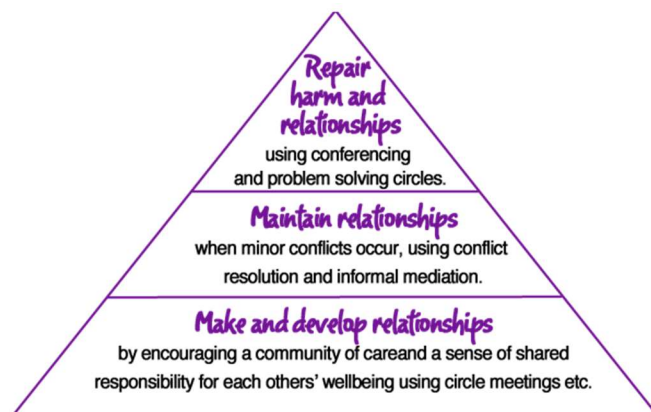 Repair
harm and
relationships
using conferencing
and problem solving circles.
Maintain relationships
when minor conflicts occur, using conflict
resolution and informal mediation.
Make and develop relationships
by encouraging a community of careand a sense of shared
responsibility for each others' wellbeing using circle meetings etc.